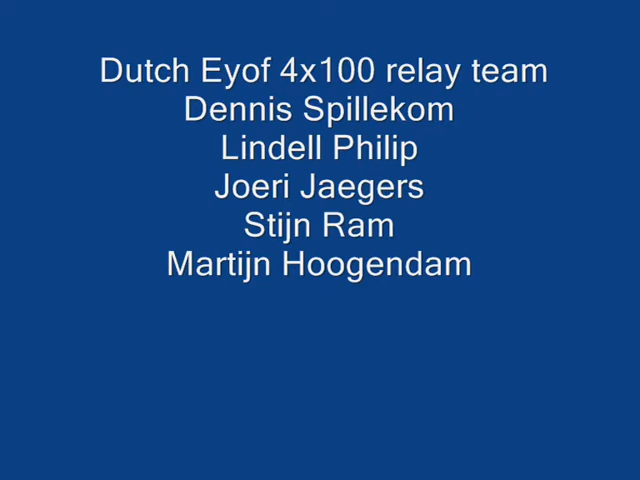 Dutch Eyof 4x100 relay team
Dennis Spillekom
Lindell Philip
Joeri Jaegers
Stijn Ram
Martijn Hoogendam